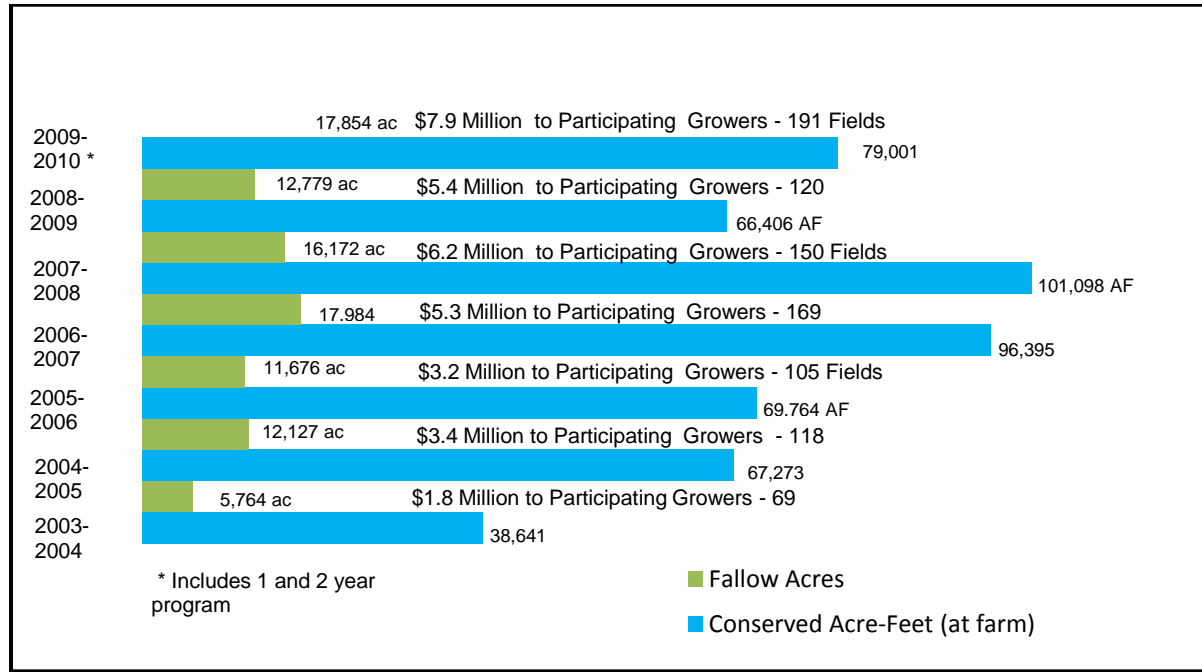 17,854 ac $7.9 Million to Participating Growers - 191 Fields
2009-
2010 *
79,001
12,779 ac $5.4 Million to Participating Growers - 120
2008-
2009
66,406 AF
16,172 ac $6.2 Million to Participating Growers - 150 Fields
2007-
2008
101,098 AF
17.984 $5.3 Million to Participating Growers - 169
2006-
2007
96,395
11,676 ac $3.2 Million to Participating Growers - 105 Fields
2005-
2006
69.764 AF
12,127 ac $3.4 Million to Participating Growers - 118
2004-
2005
67,273
5,764 ac $1.8 Million to Participating Growers - 69
2003-
2004
38,641
* Includes 1 and 2 year
program
Fallow Acres
Conserved Acre-Feet (at farm)